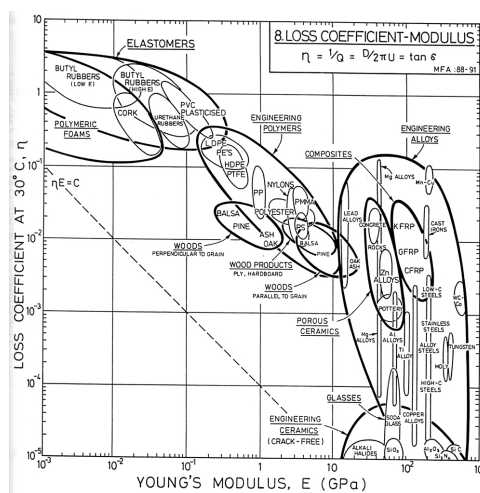 8. LOSS COEFFICIENT-MODULUS
η = 1/Q = D/2πU = tan δ
MFA :88-91
LOSS COEFFICIENT AT 30°C, η
10
1
10⁻¹
10⁻²
10⁻³
10⁻⁴
10⁻⁵
ELASTOMERS
BUTYL
RUBBERS
(LOW E)
BUTYL
RUBBERS
(HIGH E)
CORK
PVC
PLASTICISED
URETHANE
RUBBERS
POLYMERIC
FOAMS
ηE=C
ENGINEERING
POLYMERS
LDPE
PE'S
HDPE
PTFE
PP
NYLONS
PMMA
POLYESTER
PS
BALSA
PINE
ASH
OAK
WOODS
PERPENDICULAR TO GRAIN
WOOD PRODUCTS
PLY, HARDBOARD
BALSA
PINE
OAK
ASH
WOODS
PARALLEL TO GRAIN
ENGINEERING
ALLOYS
COMPOSITES
Mg ALLOYS
Mn-Cu
LEAD
ALLOYS
CONCRETE
ROCKS
KFRP
GFRP
CFRP
CAST
IRONS
Zn
ALLOYS
LOW-C
STEELS
WC-
Co
POTTERY
POROUS
CERAMICS
Mg
ALLOYS
Al
ALLOYS
Ti
ALLOY
STAINLESS
STEELS
ALLOY
STEELS
TUNGSTEN
MOLY
HIGH-C
STEELS
GLASSES
SODA
GLASS
COPPER
ALLOYS
ENGINEERING
CERAMICS
(CRACK-FREE)
ALKALI
HALIDES
SiO₂
Al₂O₃
SiC
10⁻³
10⁻²
10⁻¹
1
10
10²
10³
YOUNG'S MODULUS, E (GPa)